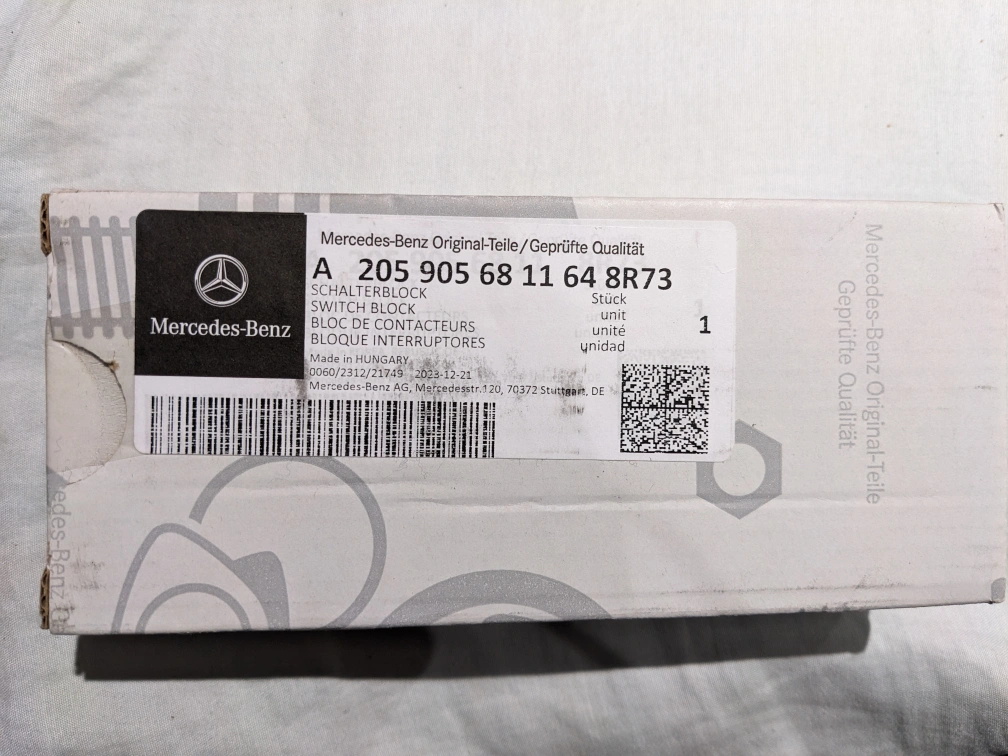 Mercedes-Benz
Mercedes-Benz Original-Teile/Geprüfte Qualität
A 205 905 68 11 64 8R73
SCHALTERBLOCK
SWITCH BLOCK
BLOC DE CONTACTEURS
BLOQUE INTERRUPTORES
Stück
unit
unité
unidad
1
Made in HUNGARY
0060/2312/21749 2023-12-21
Mercedes-Benz AG, Mercedesstr.120, 70372 Stuttgart, DE
Mercedes-Benz Original-Teile
Geprüfte Qualität
edes-Benz